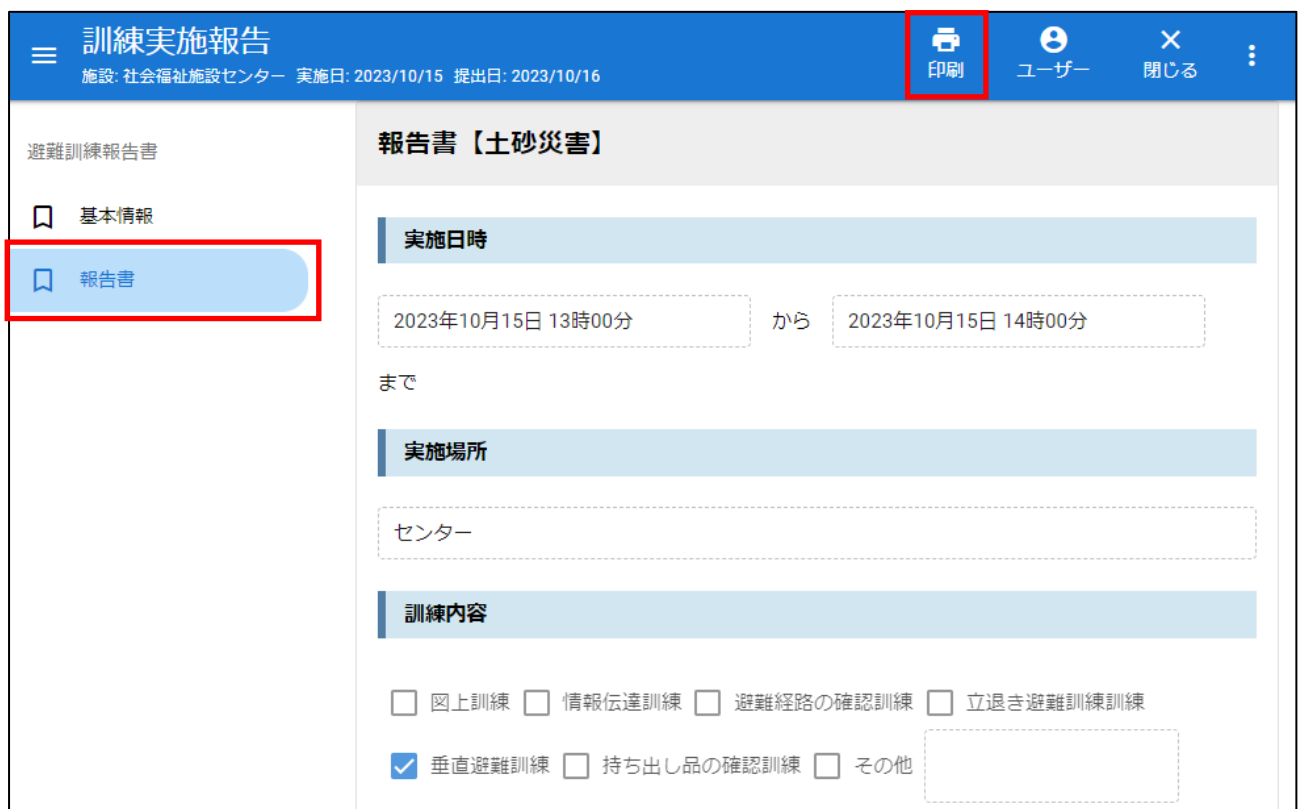 訓練実施報告
施設: 社会福祉施設センター 実施日: 2023/10/15 提出日: 2023/10/16
印刷
ユーザー
閉じる
避難訓練報告書
基本情報
報告書
報告書【土砂災害】
実施日時
2023年10月15日 13時00分 から 2023年10月15日 14時00分
まで
実施場所
センター
訓練内容
図上訓練 情報伝達訓練 避難経路の確認訓練 立退き避難訓練訓練
垂直避難訓練 持ち出し品の確認訓練 その他